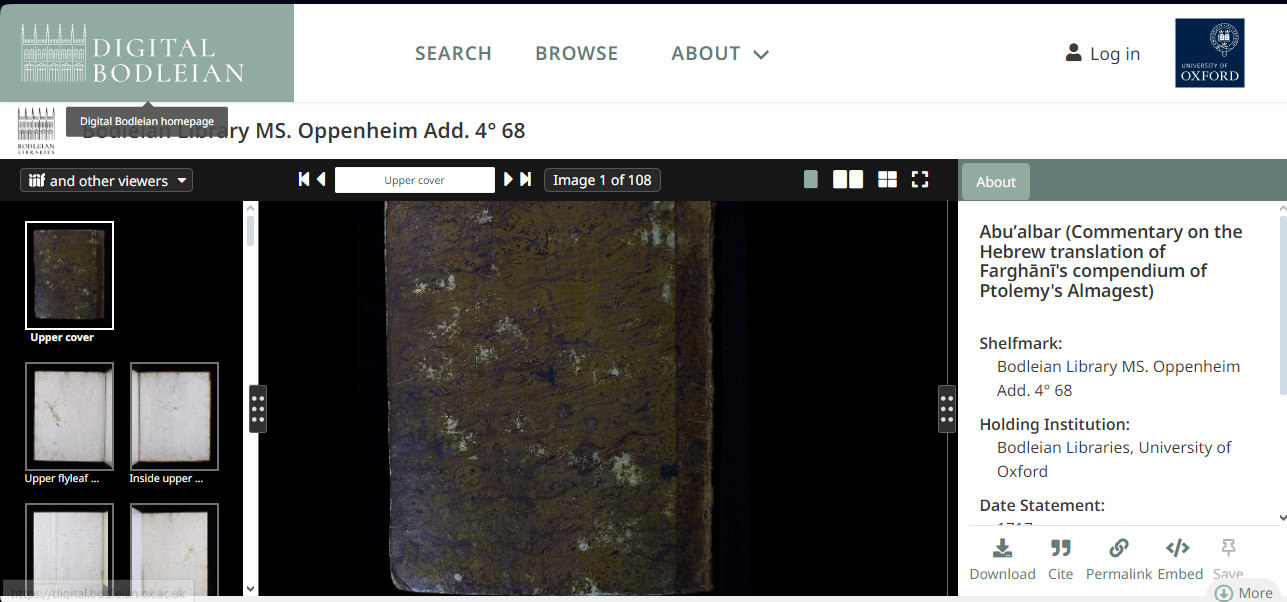 DIGITAL
BODLEIAN
SEARCH
BROWSE
ABOUT
Log in
UNIVERSITY OF
OXFORD
BODLEIAN
LIBRARIES
Digital Bodleian homepage
Bodleian Library MS. Oppenheim Add. 4° 68
iiif and other viewers
Upper cover
Image 1 of 108
About
Upper cover
Upper flyleaf ...
Inside upper ...
Abu’albar (Commentary on the
Hebrew translation of
Farghānī's compendium of
Ptolemy's Almagest)
Shelfmark:
Bodleian Library MS. Oppenheim
Add. 4° 68
Holding Institution:
Bodleian Libraries, University of
Oxford
Date Statement:
1717
Download
Cite
Permalink
Embed
Save
More
https://digital.bodleian.ox.ac.uk